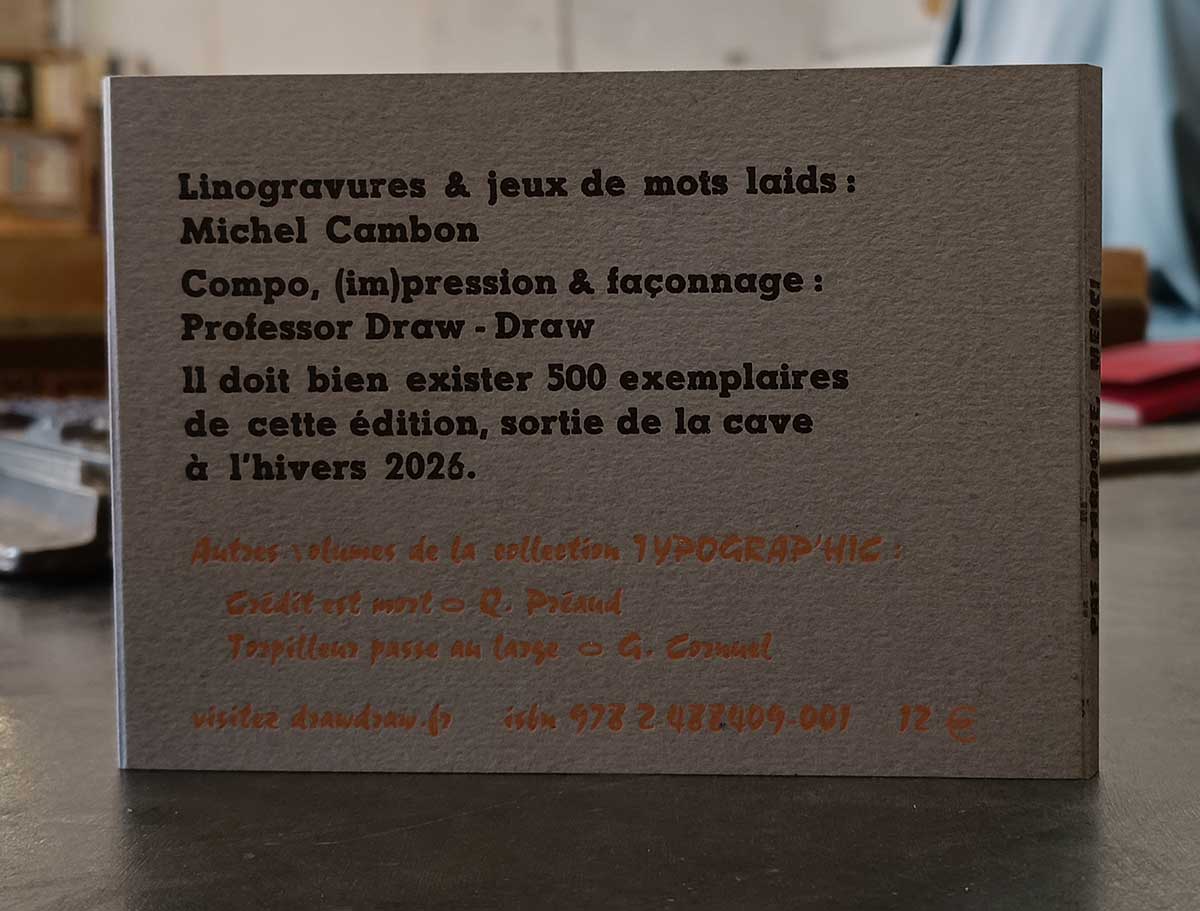 Linogravures & jeux de mots laids :
Michel Cambon
Compo, (im)pression & façonnage :
Professor Draw - Draw
Il doit bien exister 500 exemplaires
de cette édition, sortie de la cave
à l'hivers 2026.
Autres volumes de la collection TYPOGRAP'HIC :
Crédit est mort ⬭ Q. Préaud
Torpilleur passe au large ⬭ G. Cornuel
visitez drawdraw.fr isbn 978 2 488409-001 12 €
MERCI